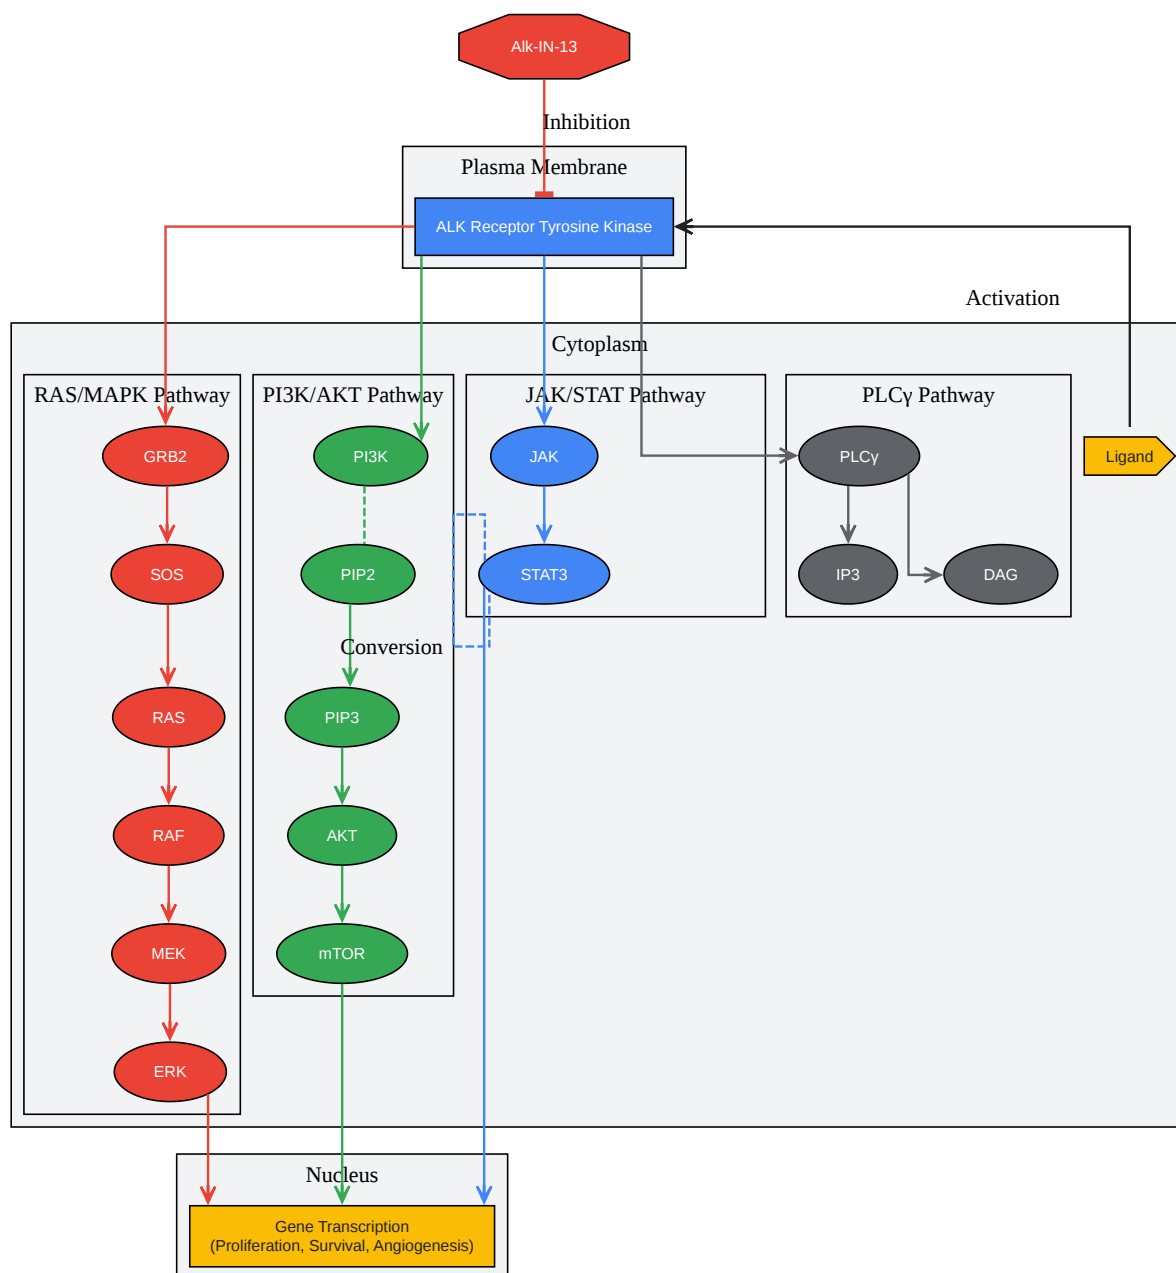 Alk-IN-13
Inhibition
Plasma Membrane
ALK Receptor Tyrosine Kinase
Activation
Cytoplasm
RAS/MAPK Pathway
PI3K/AKT Pathway
JAK/STAT Pathway
PLCγ Pathway
GRB2
PI3K
JAK
PLCγ
Ligand
SOS
PIP2
STAT3
IP3
DAG
Conversion
RAS
PIP3
RAF
AKT
MEK
mTOR
ERK
Nucleus
Gene Transcription
(Proliferation, Survival, Angiogenesis)